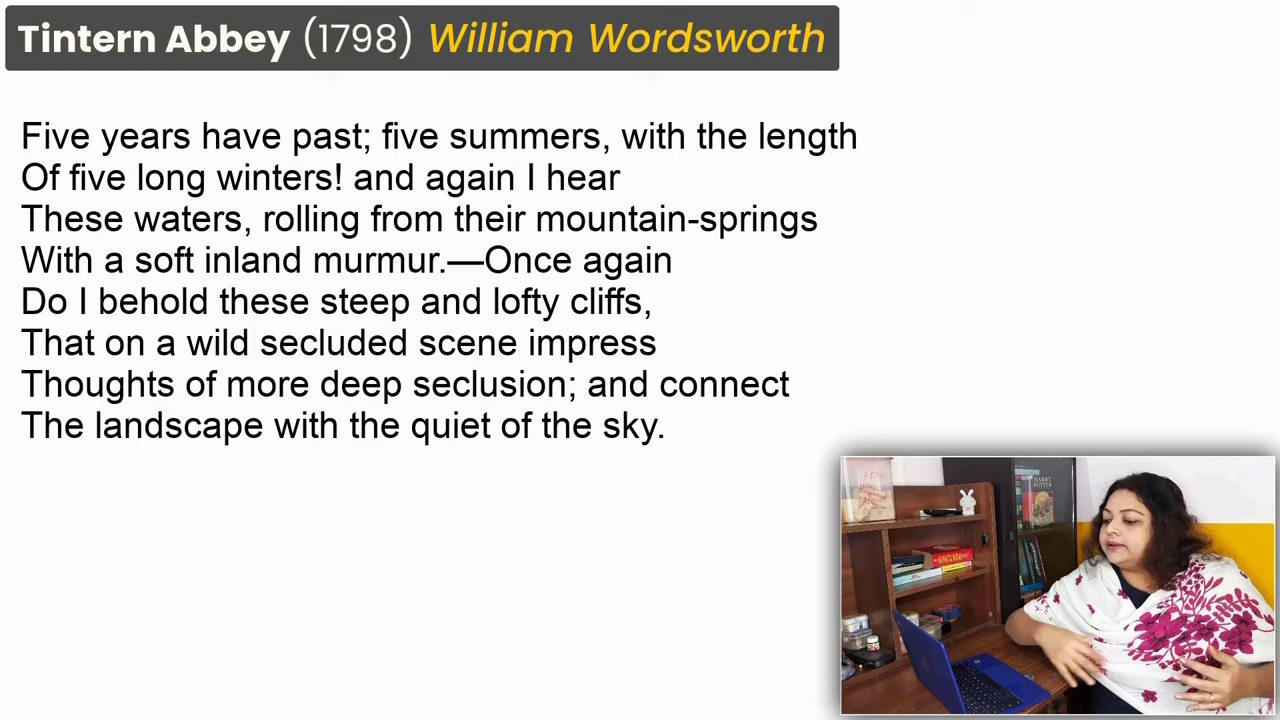 Tintern Abbey (1798) William Wordsworth
Five years have past; five summers, with the length
Of five long winters! and again I hear
These waters, rolling from their mountain-springs
With a soft inland murmur.—Once again
Do I behold these steep and lofty cliffs,
That on a wild secluded scene impress
Thoughts of more deep seclusion; and connect
The landscape with the quiet of the sky.
HARRY
POTTER